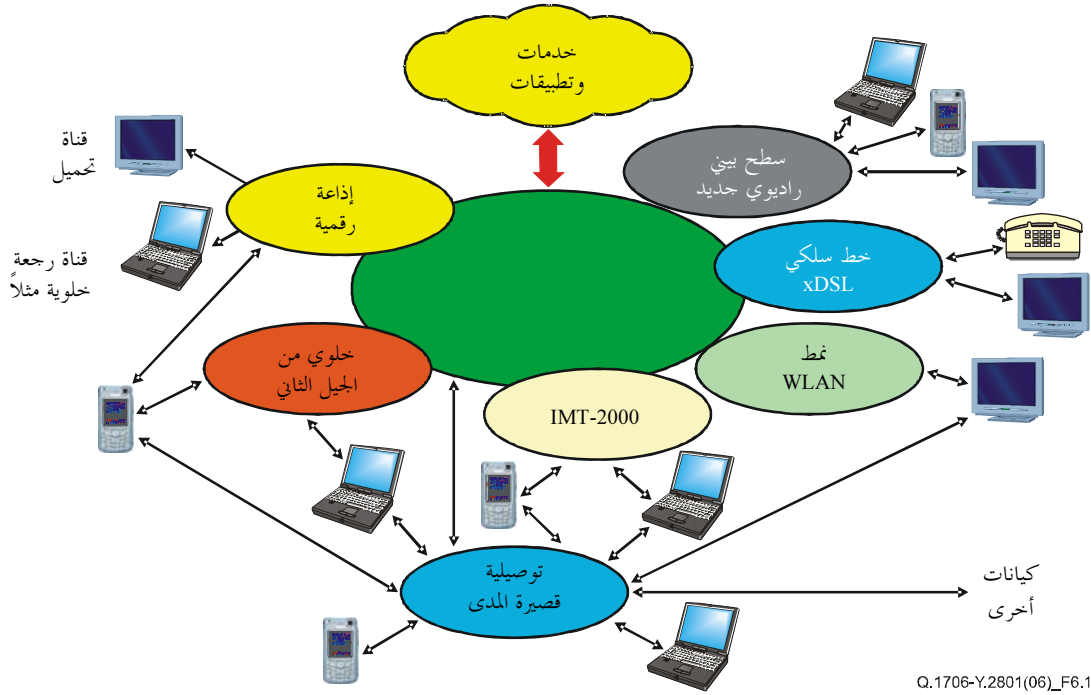 خدمات
وتطبيقات
قناة
تحميل
إذاعة
رقمية
سطح بيني
راديوي جديد
قناة رجعة
خلوية مثلاً
خط سلكي
xDSL
خلوي من
الجيل الثاني
نمط
WLAN
IMT-2000
توصيلية
قصيرة المدى
كيانات
أخرى
Q.1706-Y.2801(06)_F6.1